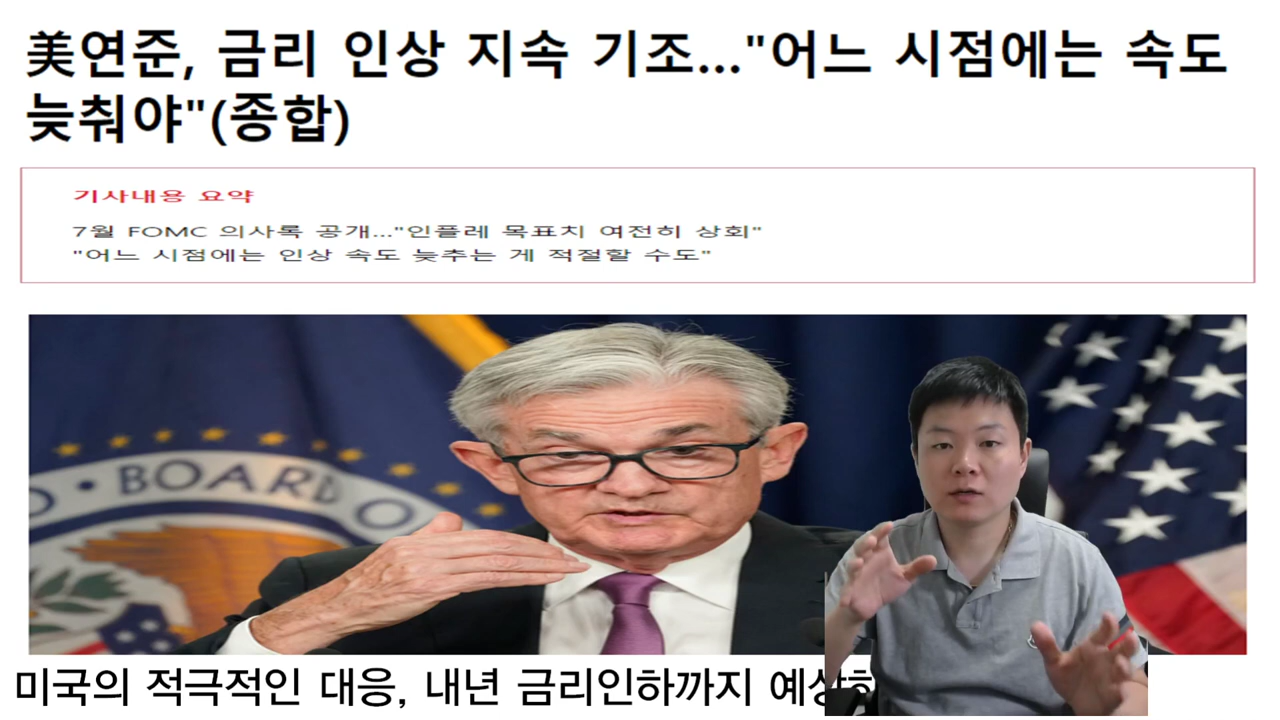 美연준, 금리 인상 지속 기조..."어느 시점에는 속도
늦춰야"(종합)
기사내용 요약
7월 FOMC 의사록 공개..."인플레 목표치 여전히 상회"
"어느 시점에는 인상 속도 늦추는 게 적절할 수도"
BOARD O
미국의 적극적인 대응, 내년 금리인하까지